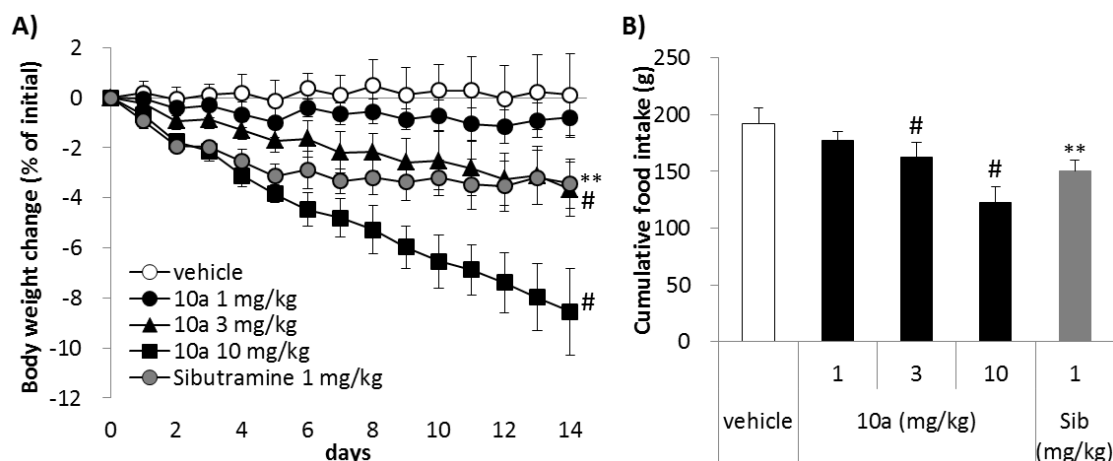 A)
Body weight change (% of initial)
2
0
-2
-4
-6
-8
-10
-12
**
#
#
vehicle
10a 1 mg/kg
10a 3 mg/kg
10a 10 mg/kg
Sibutramine 1 mg/kg
0 2 4 6 8 10 12 14
days
B)
Cumulative food intake (g)
250
200
150
100
50
0
#
#
**
1 3 10 1
vehicle 10a (mg/kg) Sib
(mg/kg)